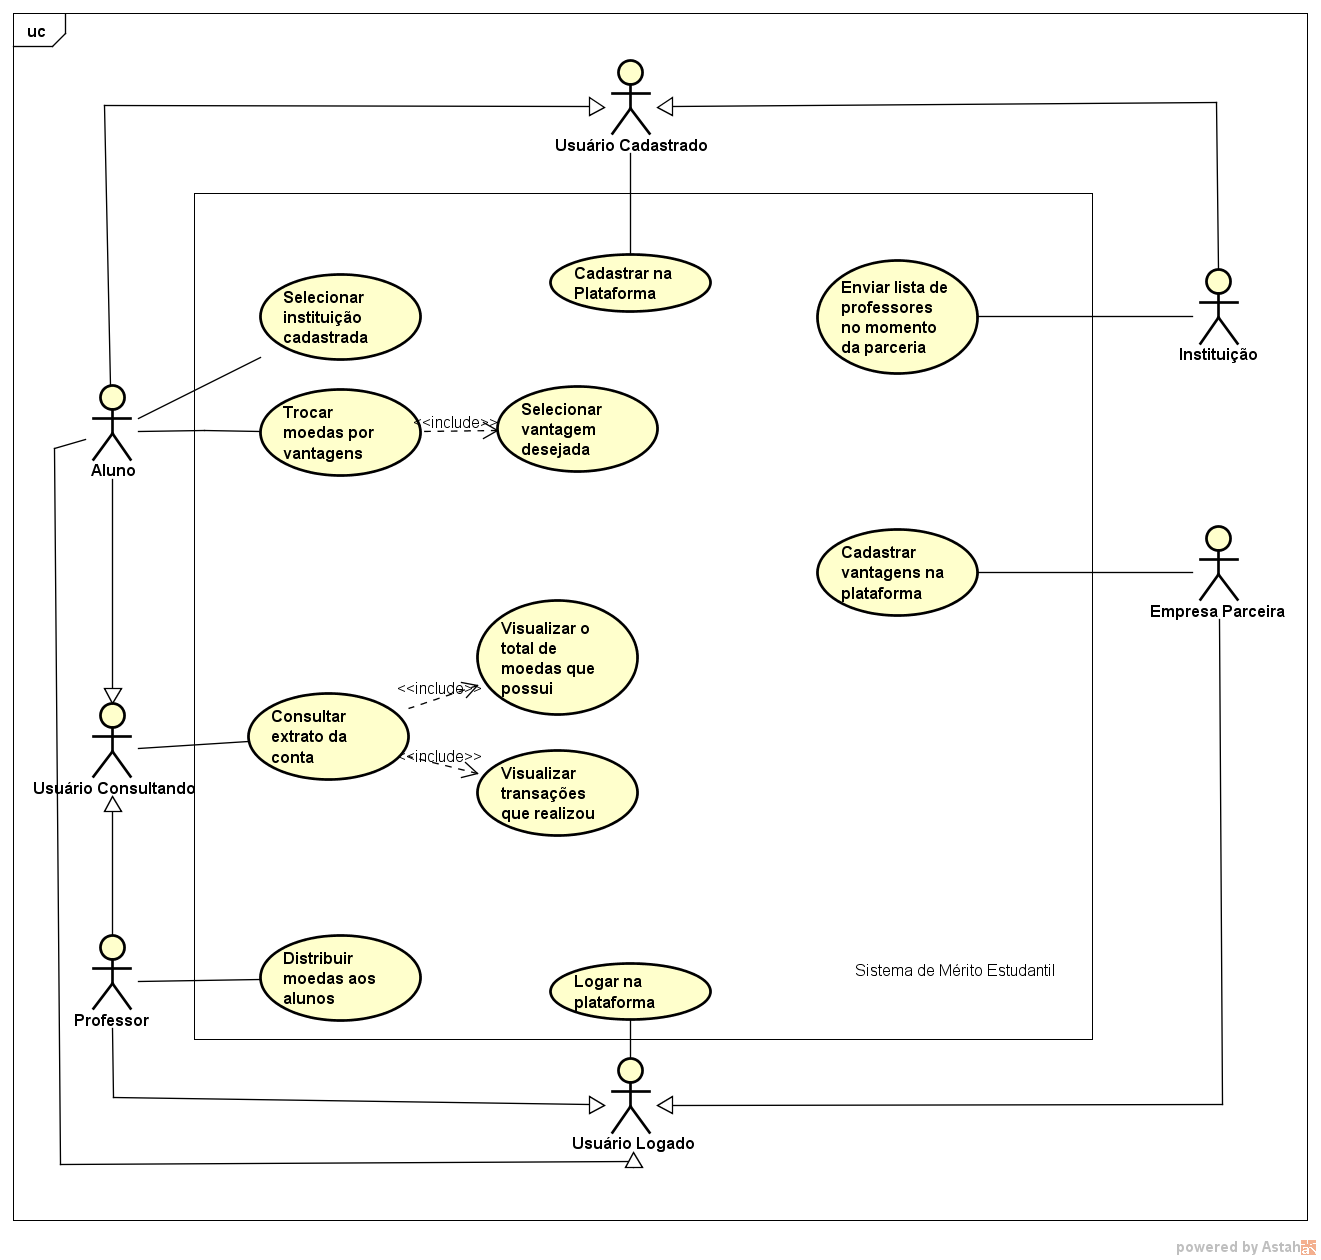 uc
Usuário Cadastrado
Cadastrar na
Plataforma
Selecionar
instituição
cadastrada
Enviar lista de
professores
no momento
da parceria
Instituição
Trocar
moedas por
vantagens
<<include>>
Selecionar
vantagem
desejada
Aluno
Cadastrar
vantagens na
plataforma
Empresa Parceira
Visualizar o
total de
moedas que
possui
<<include>>
Consultar
extrato da
conta
<<include>>
Visualizar
transações
que realizou
Usuário Consultando
Distribuir
moedas aos
alunos
Professor
Logar na
plataforma
Sistema de Mérito Estudantil
Usuário Logado
powered by Astah